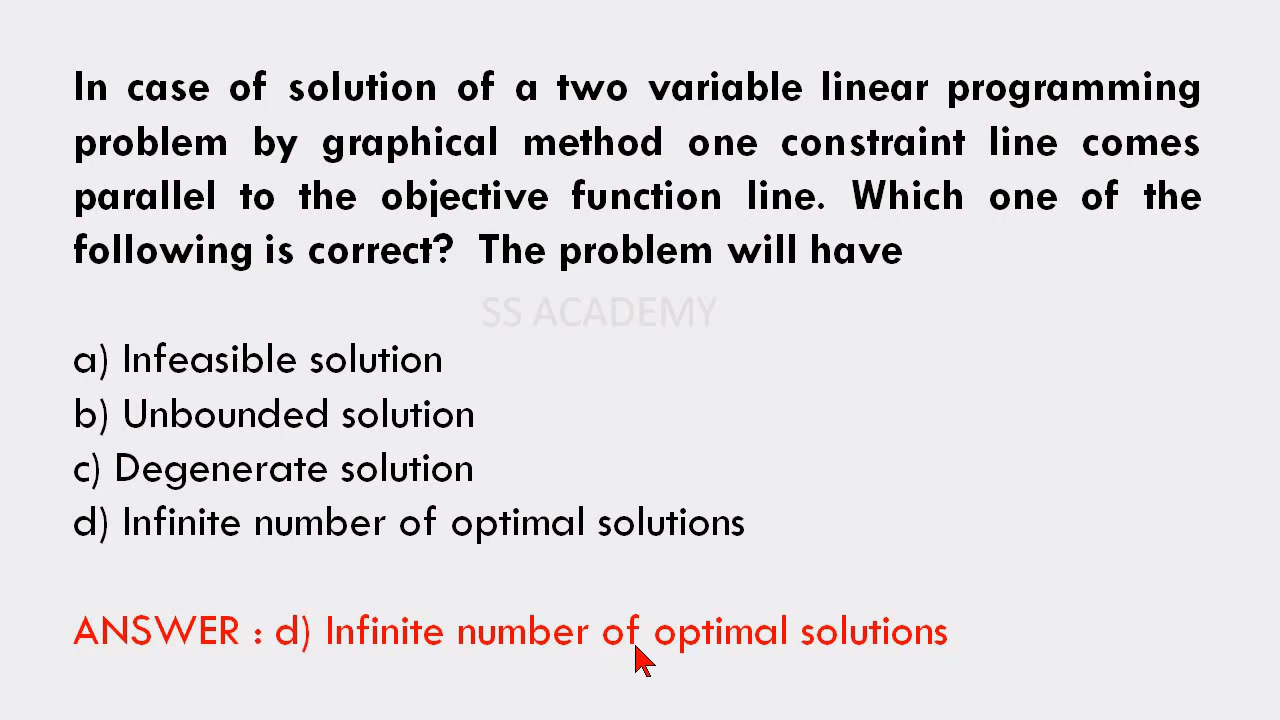 In case of solution of a two variable linear programming
problem by graphical method one constraint line comes
parallel to the objective function line. Which one of the
following is correct? The problem will have
SS ACADEMY
a) Infeasible solution
b) Unbounded solution
c) Degenerate solution
d) Infinite number of optimal solutions
ANSWER : d) Infinite number of optimal solutions